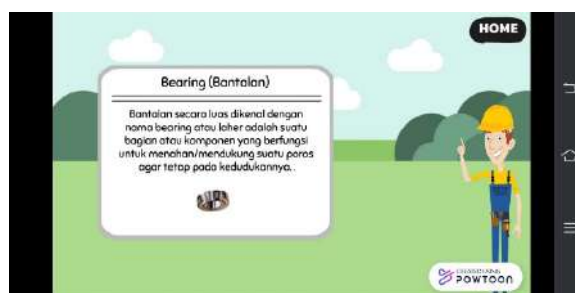 HOME
Bearing (Bantalan)
Bantalan secara luas dikenal dengan
nama bearing atau laher adalah suatu
bagian atau komponen yang berfungsi
untuk menahan/mendukung suatu poros
agar tetap pada kedudukannya..
POWTOON